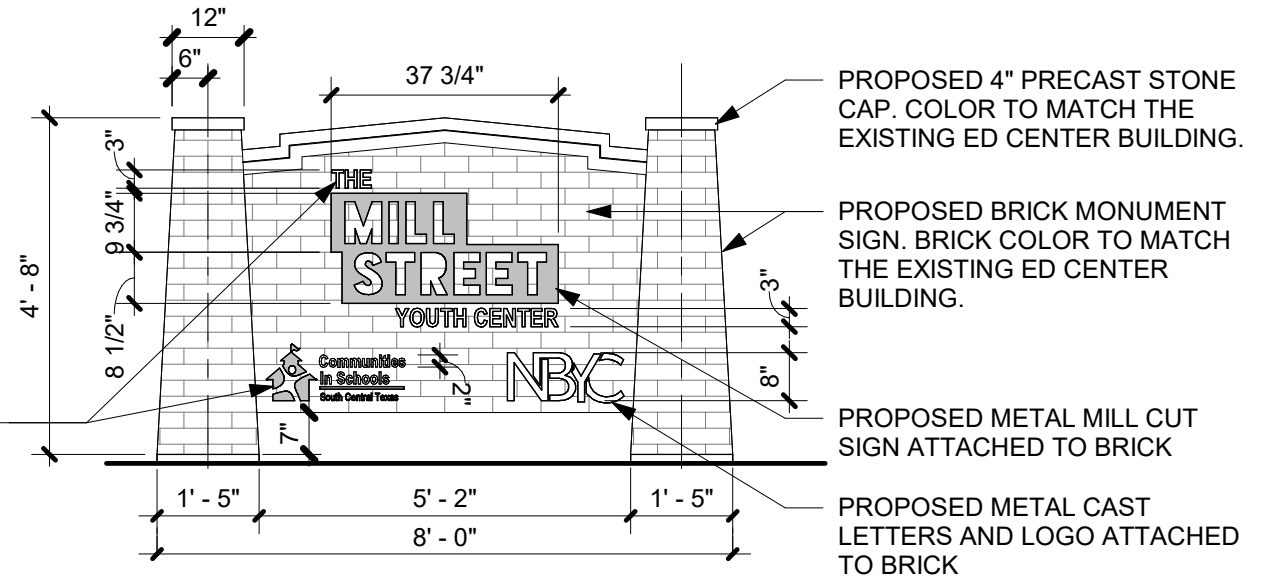 12"
6"
37 3/4"
3"
9 3/4"
8 1/2"
4' - 8"
THE
MILL
STREET
YOUTH CENTER
Communities
In Schools
South Central Texas
NBYC
2"
7"
3"
8"
1' - 5"
5' - 2"
1' - 5"
8' - 0"
PROPOSED 4" PRECAST STONE
CAP. COLOR TO MATCH THE
EXISTING ED CENTER BUILDING.
PROPOSED BRICK MONUMENT
SIGN. BRICK COLOR TO MATCH
THE EXISTING ED CENTER
BUILDING.
PROPOSED METAL MILL CUT
SIGN ATTACHED TO BRICK
PROPOSED METAL CAST
LETTERS AND LOGO ATTACHED
TO BRICK